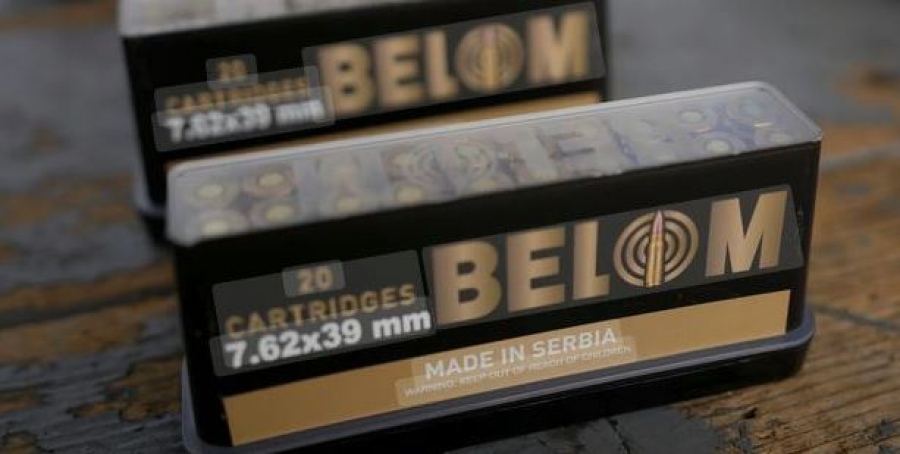 20
CARTRIDGES
7.62x39 mm
BELOM
20
CARTRIDGES
7.62x39 mm
BELOM
MADE IN SERBIA
WARNING: KEEP OUT OF REACH OF CHILDREN